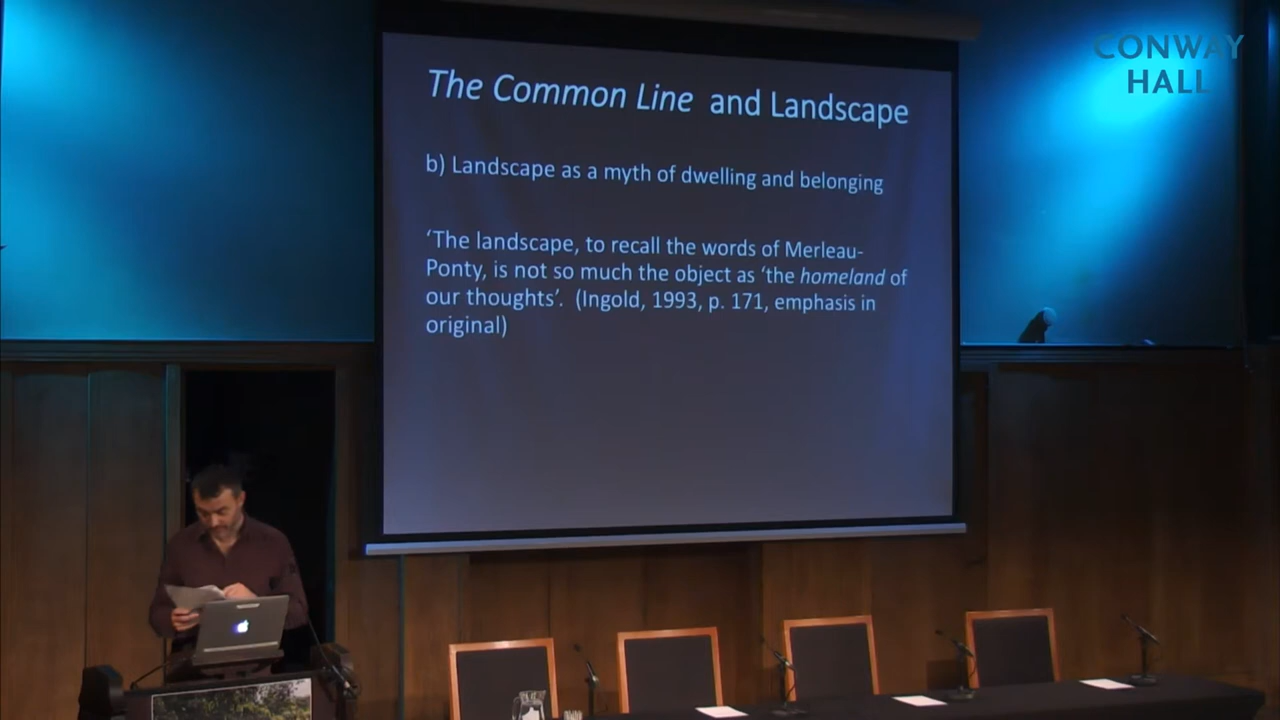 CONWAY
HALL
The Common Line and Landscape
b) Landscape as a myth of dwelling and belonging
‘The landscape, to recall the words of Merleau-
Ponty, is not so much the object as ‘the homeland of
our thoughts’. (Ingold, 1993, p. 171, emphasis in
original)